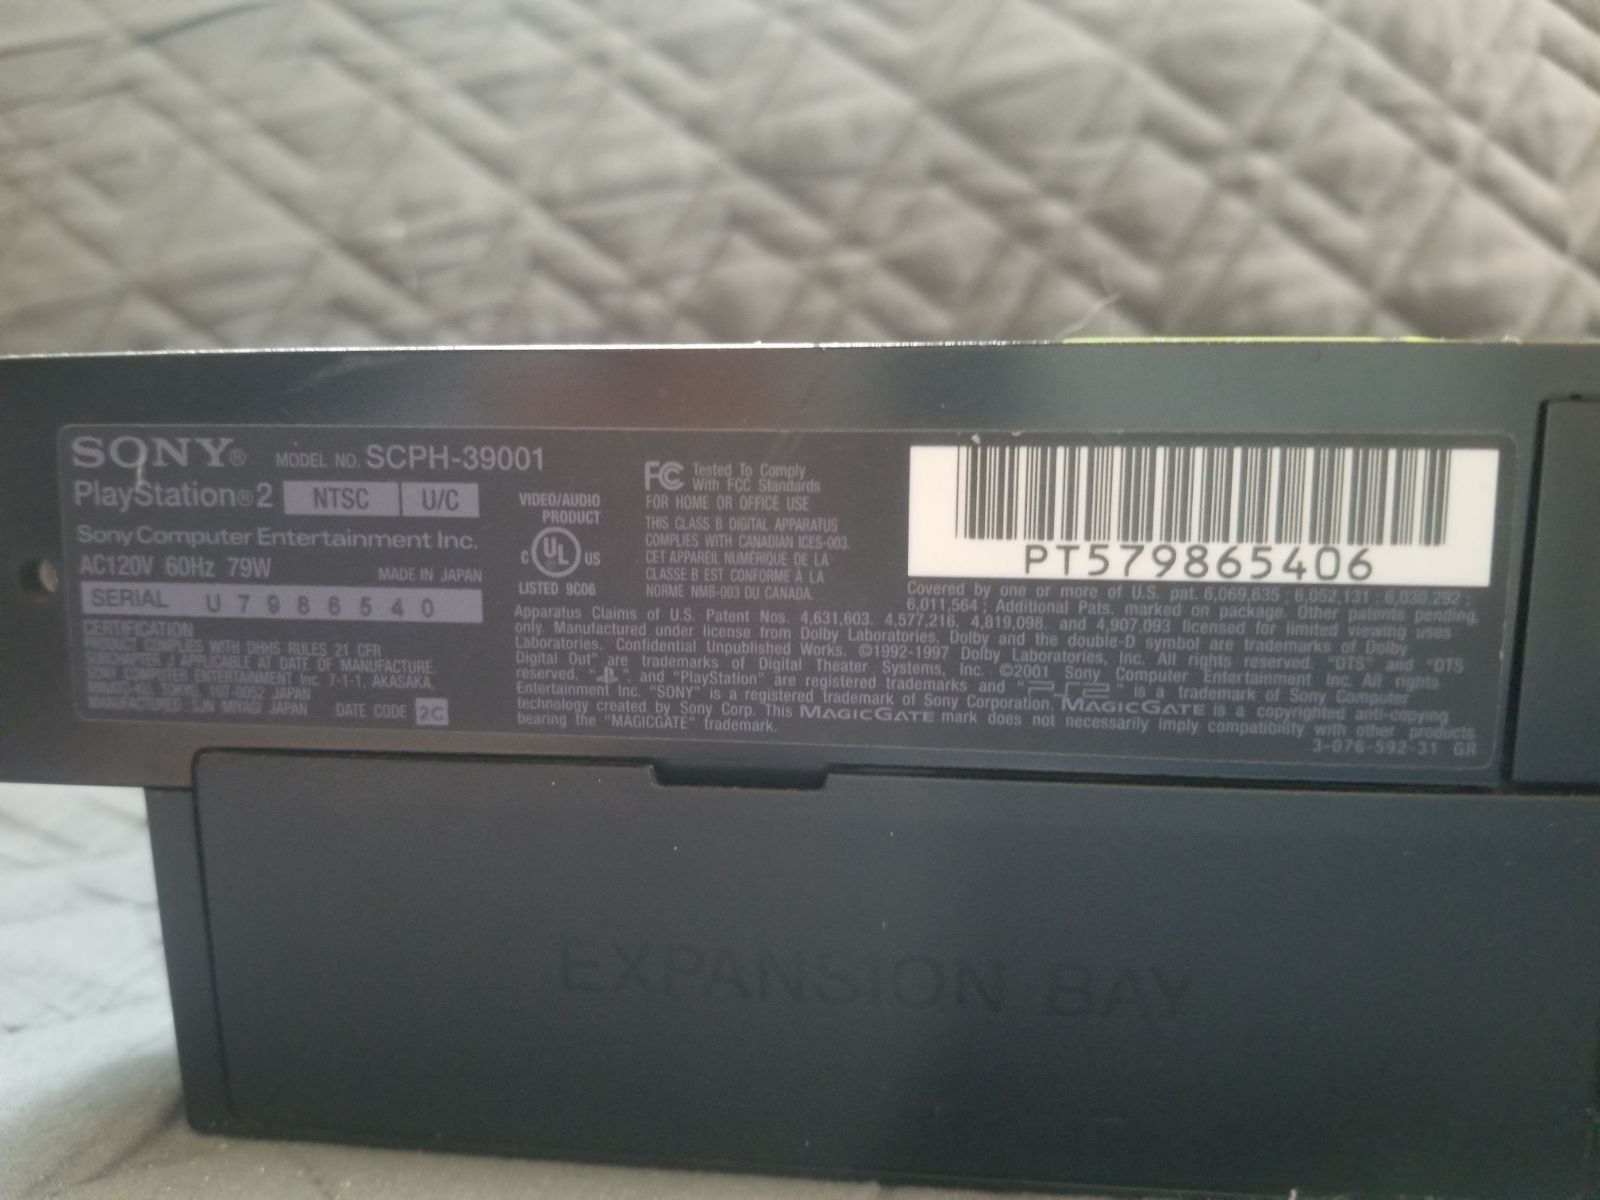 SONY® MODEL NO. SCPH-39001
PlayStation®2 NTSC U/C
Sony Computer Entertainment Inc.
AC120V 60Hz 79W MADE IN JAPAN
SERIAL U7986540
CERTIFICATION
PRODUCT COMPLIES WITH DHHS RULES 21 CFR
SUBCHAPTER J APPLICABLE AT DATE OF MANUFACTURE.
SONY COMPUTER ENTERTAINMENT Inc. 7-1-1, AKASAKA,
MINATO-KU, TOKYO, 107-0052 JAPAN
MANUFACTURED: SJN MIYAGI JAPAN DATE CODE 2C
VIDEO/AUDIO
PRODUCT
C UL US
LISTED 9C06
FC Tested To Comply
With FCC Standards
FOR HOME OR OFFICE USE
THIS CLASS B DIGITAL APPARATUS
COMPLIES WITH CANADIAN ICES-003.
CET APPAREIL NUMÉRIQUE DE LA
CLASSE B EST CONFORME À LA
NORME NMB-003 DU CANADA.
PT579865406
Covered by one or more of U.S. pat. 6,069,635 ; 6,052,131 ; 6,030,292 ;
6,011,564 ; Additional Pats. marked on package. Other patents pending.
Apparatus Claims of U.S. Patent Nos. 4,631,603. 4,577,216. 4,819,098. and 4,907,093 licensed for limited viewing uses
only. Manufactured under license from Dolby Laboratories. Dolby and the double-D symbol are trademarks of Dolby
Laboratories. Confidential Unpublished Works. ©1992-1997 Dolby Laboratories, Inc. All rights reserved. "DTS" and "DTS
Digital Out" are trademarks of Digital Theater Systems, Inc. ©2001 Sony Computer Entertainment Inc. All rights
reserved. " ", and "PlayStation" are registered trademarks and "PS2" is a trademark of Sony Computer
Entertainment Inc. "SONY" is a registered trademark of Sony Corporation. MAGICGATE is a copyrighted anti-copying
technology created by Sony Corp. This MAGICGATE mark does not necessarily imply compatibility with other products
bearing the "MAGICGATE" trademark.
3-076-592-31 GR
EXPANSION BAY